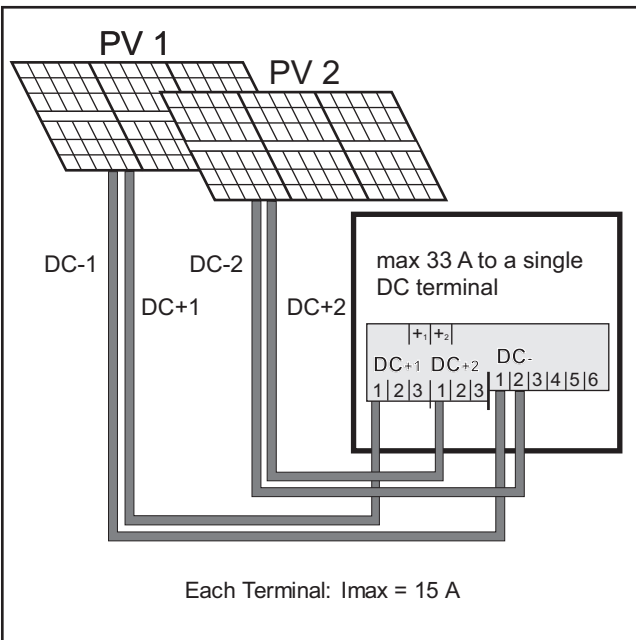 PV 1
PV 2
DC-1
DC+1
DC-2
DC+2
max 33 A to a single
DC terminal
+1 +2
DC+1 DC+2 DC-
1 2 3 1 2 3 1 2 3 4 5 6
Each Terminal: Imax = 15 A